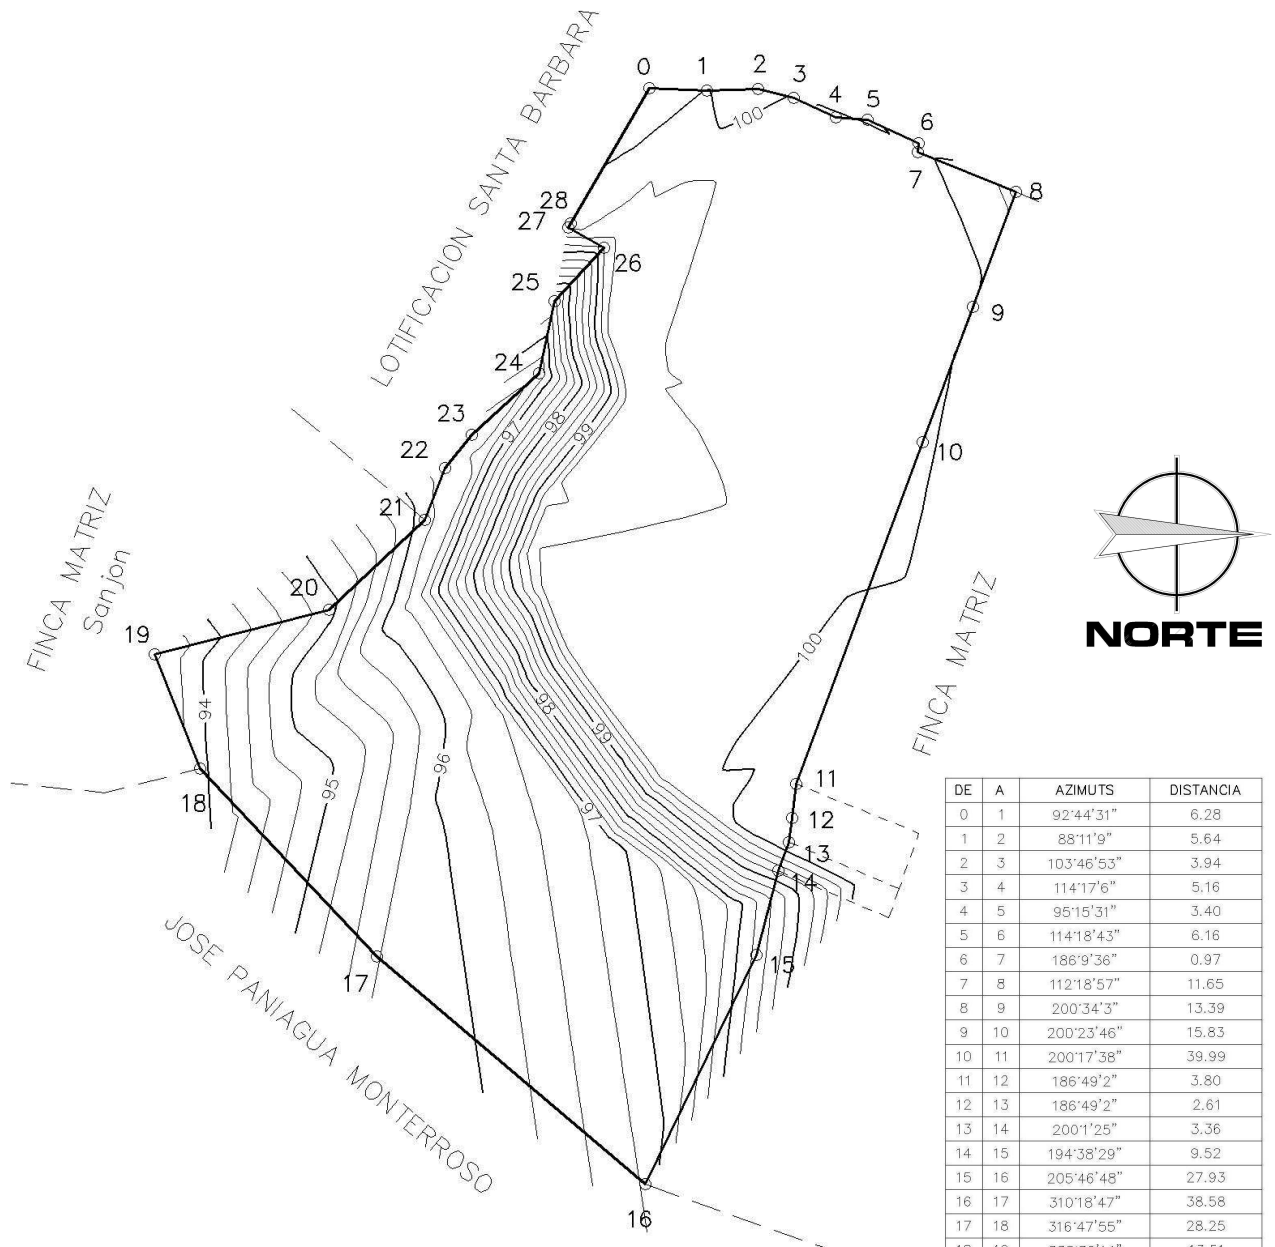 LOTIFICACION SANTA BARBARA
0
1
2
3
4
5
6
7
8
9
10
11
12
13
14
15
16
17
18
19
20
21
22
23
24
25
26
27
28
100
97
98
99
100
98
99
97
96
95
94
FINCA MATRIZ
Sanjon
FINCA MATRIZ
JOSE PANIAGUA MONTERROSO
NORTE
DE A AZIMUTS DISTANCIA
0 1 92°44'31" 6.28
1 2 88°11'9" 5.64
2 3 103°46'53" 3.94
3 4 114°17'6" 5.16
4 5 95°15'31" 3.40
5 6 114°18'43" 6.16
6 7 186°9'36" 0.97
7 8 112°18'57" 11.65
8 9 200°34'3" 13.39
9 10 200°23'46" 15.83
10 11 200°17'38" 39.99
11 12 186°49'2" 3.80
12 13 186°49'2" 2.61
13 14 200°1'25" 3.36
14 15 194°38'29" 9.52
15 16 205°46'48" 27.93
16 17 310°18'47" 38.58
17 18 316°47'55" 28.25